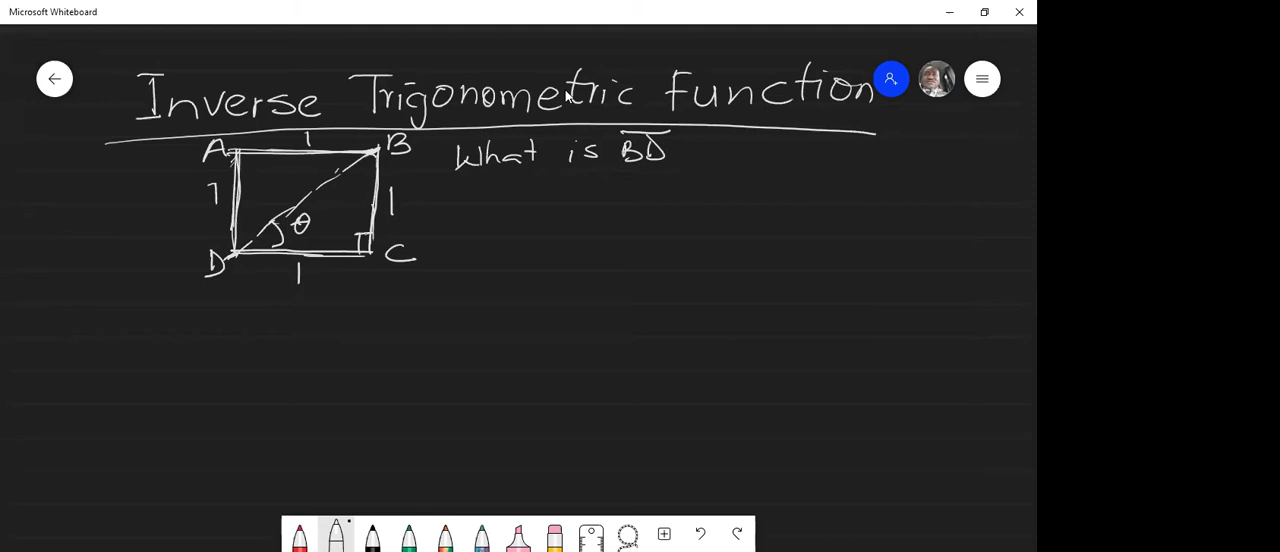 Microsoft Whiteboard
Inverse Trigonometric Function
A 1 B
What is BD
1 1
θ
D C
1